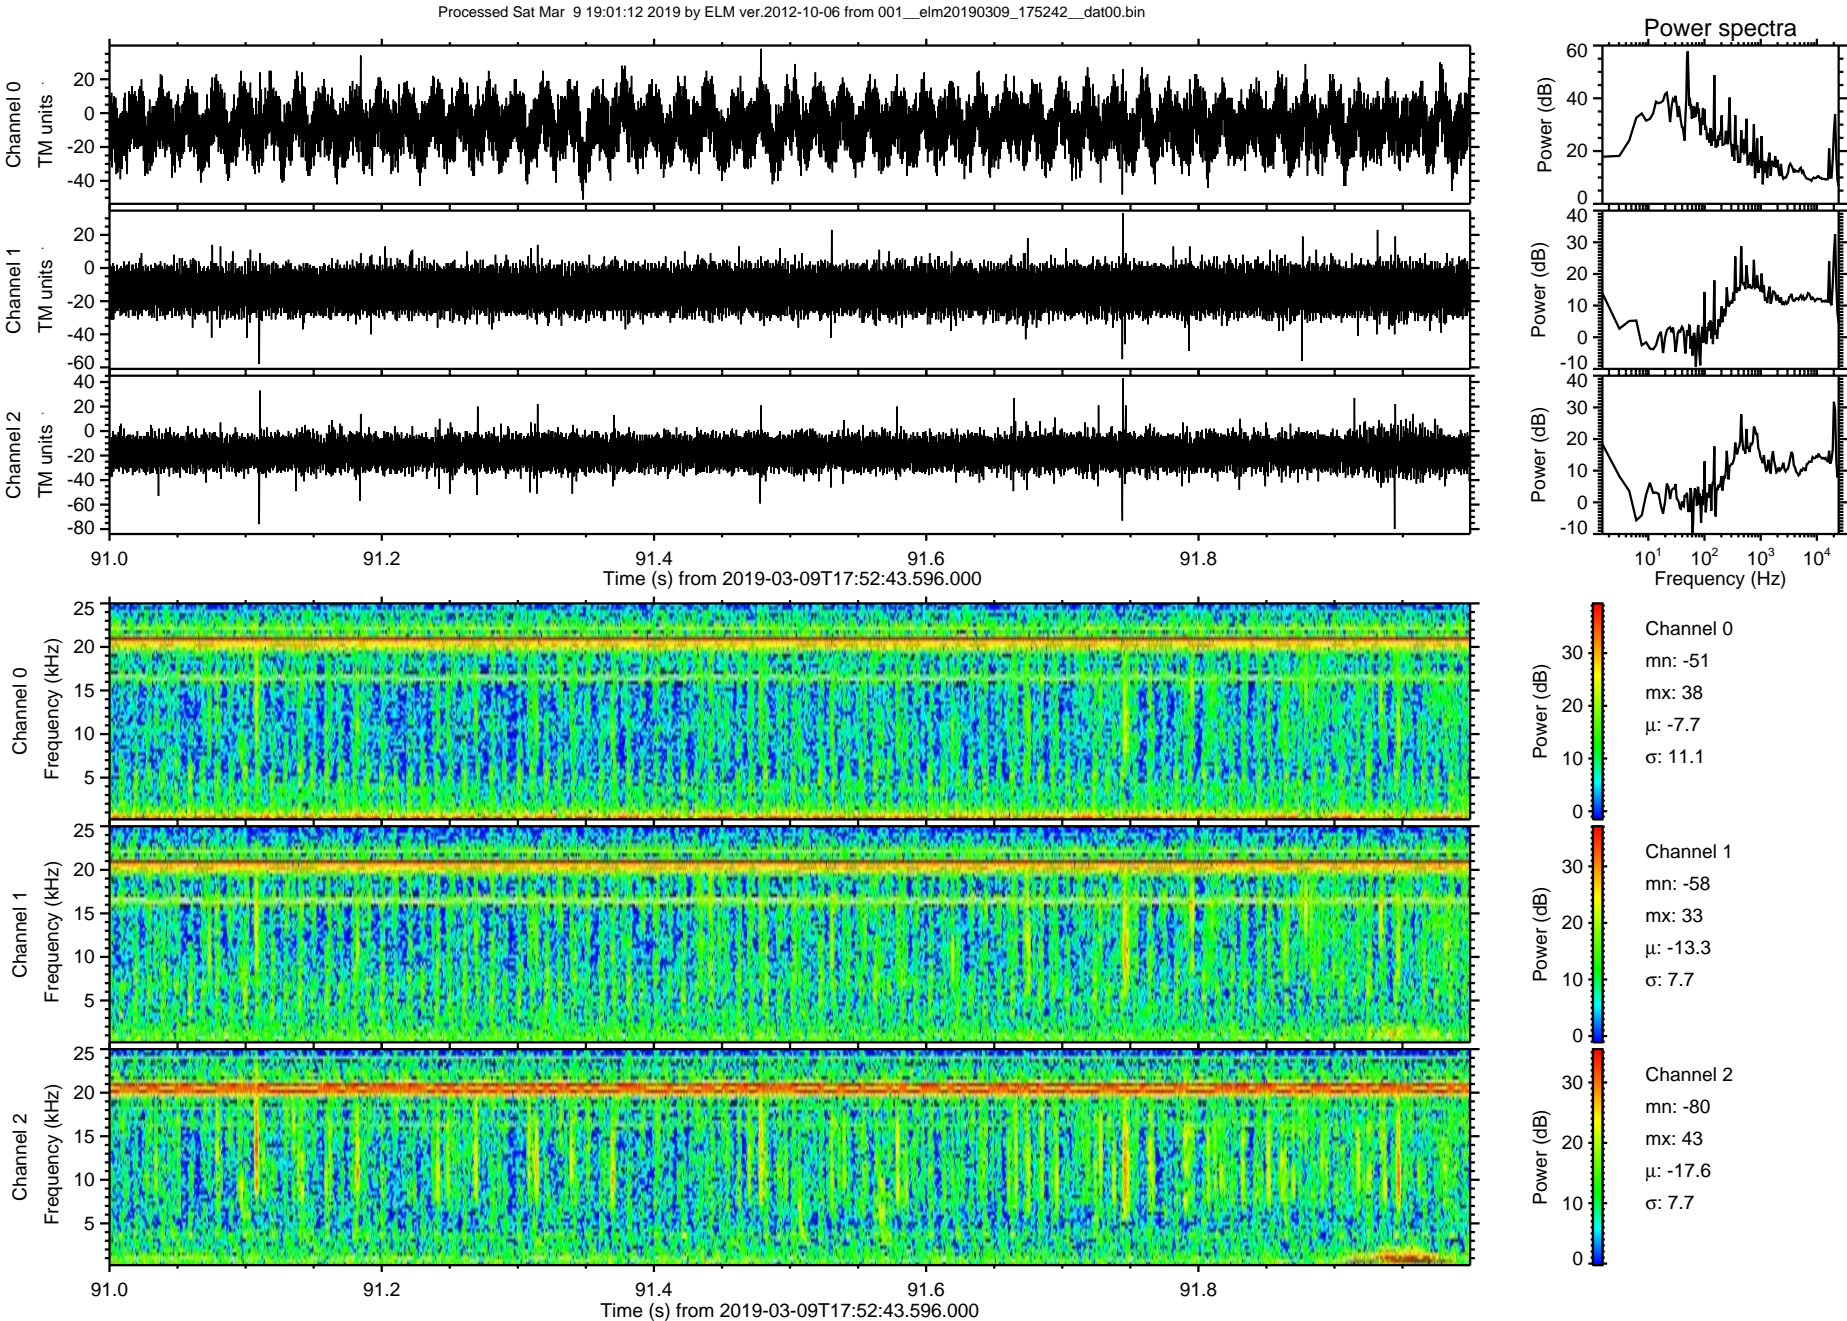 Processed Sat Mar 9 19:01:12 2019 by ELM ver.2012-10-06 from 001__elm20190309_175242__dat00.bin
Power spectra
Channel 0
TM units
20
0
-20
-40
Power (dB)
60
40
20
0
Channel 1
TM units
20
0
-20
-40
-60
Power (dB)
40
30
20
10
0
-10
Channel 2
TM units
40
20
0
-20
-40
-60
-80
Power (dB)
40
30
20
10
0
-10
91.0 91.2 91.4 91.6 91.8
Time (s) from 2019-03-09T17:52:43.596.000
10^1 10^2 10^3 10^4
Frequency (Hz)
Channel 0
Frequency (kHz)
25
20
15
10
5
Power (dB)
30
20
10
0
Channel 0
mn: -51
mx: 38
μ: -7.7
σ: 11.1
Channel 1
Frequency (kHz)
25
20
15
10
5
Power (dB)
30
20
10
0
Channel 1
mn: -58
mx: 33
μ: -13.3
σ: 7.7
Channel 2
Frequency (kHz)
25
20
15
10
5
Power (dB)
30
20
10
0
Channel 2
mn: -80
mx: 43
μ: -17.6
σ: 7.7
91.0 91.2 91.4 91.6 91.8
Time (s) from 2019-03-09T17:52:43.596.000